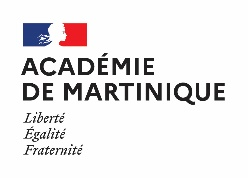 ACADÉMIE
DE MARTINIQUE
Liberté
Égalité
Fraternité